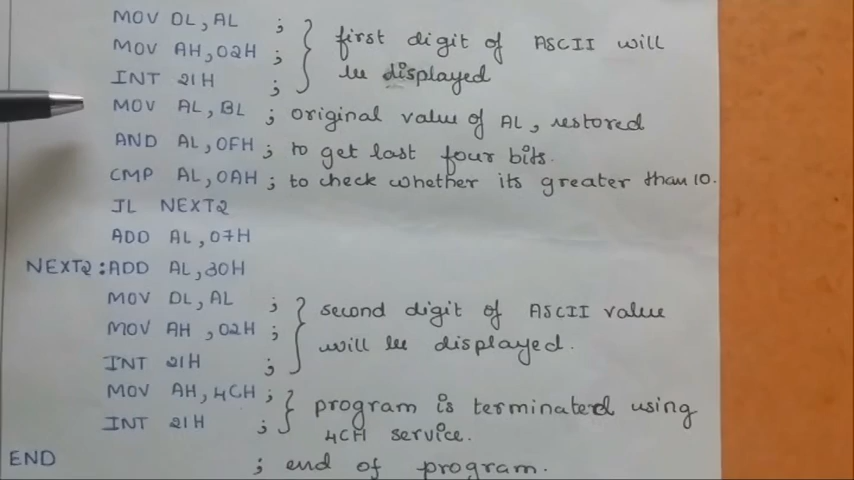 MOV DL, AL ; } first digit of ASCII will
MOV AH, 02H ;
INT 21H ; be displayed
MOV AL, BL ; original value of AL, restored
AND AL, 0FH ; to get last four bits.
CMP AL, 0AH ; to check whether its greater than 10.
JL NEXT2
ADD AL, 07H
NEXT2: ADD AL, 30H
MOV DL, AL ; } second digit of ASCII value
MOV AH, 02H ; will be displayed.
INT 21H ;
MOV AH, 4CH ; } program is terminated using
INT 21H ; 4CH service.
END ; end of program.